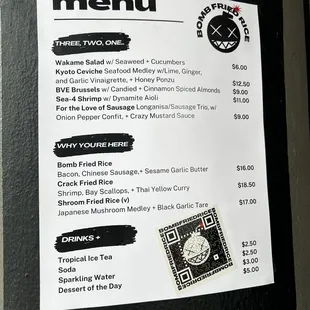 menu
BOMB FRIED RICE
THREE, TWO, ONE..
Wakame Salad w/ Seaweed + Cucumbers $6.00
Kyoto Ceviche Seafood Medley w/Lime, Ginger,
and Garlic Vinaigrette, + Honey Ponzu $12.50
BVE Brussels w/ Candied + Cinnamon Spiced Almonds $9.00
Sea-4 Shrimp w/ Dynamite Aioli $11.00
For the Love of Sausage Longanisa/Sausage Trio, w/
Onion Pepper Confit, + Crazy Mustard Sauce $9.00
WHY YOU'RE HERE
Bomb Fried Rice
Bacon, Chinese Sausage,+ Sesame Garlic Butter $16.00
Crack Fried Rice
Shrimp, Bay Scallops, + Thai Yellow Curry $18.50
Shroom Fried Rice (v)
Japanese Mushroom Medley + Black Garlic Tare $17.00
DRINKS +
Tropical Ice Tea $2.50
Soda $2.50
Sparkling Water $3.00
Dessert of the Day $5.00
BOMBFRIEDRICE